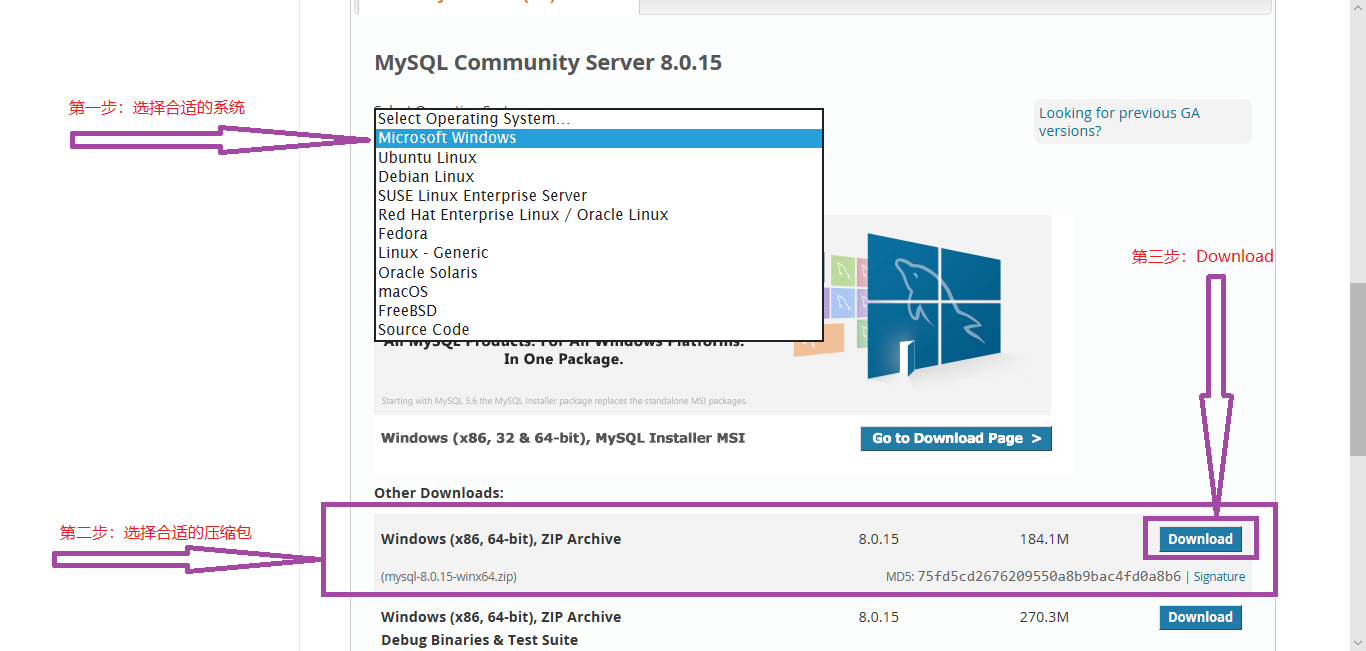 MySQL Community Server 8.0.15
第一步：选择合适的系统
Select Operating System...
Microsoft Windows
Ubuntu Linux
Debian Linux
SUSE Linux Enterprise Server
Red Hat Enterprise Linux / Oracle Linux
Fedora
Linux - Generic
Oracle Solaris
macOS
FreeBSD
Source Code
Looking for previous GA
versions?
第三步：Download
All MySQL Products. For All Windows Platforms.
In One Package.
Starting with MySQL 5.6 the MySQL Installer package replaces the standalone MSI packages.
Windows (x86, 32 & 64-bit), MySQL Installer MSI
Go to Download Page >
Other Downloads:
第二步：选择合适的压缩包
Windows (x86, 64-bit), ZIP Archive 8.0.15 184.1M Download
(mysql-8.0.15-winx64.zip) MD5: 75fd5cd2676209550a8b9bac4fd0a8b6 | Signature
Windows (x86, 64-bit), ZIP Archive 8.0.15 270.3M Download
Debug Binaries & Test Suite